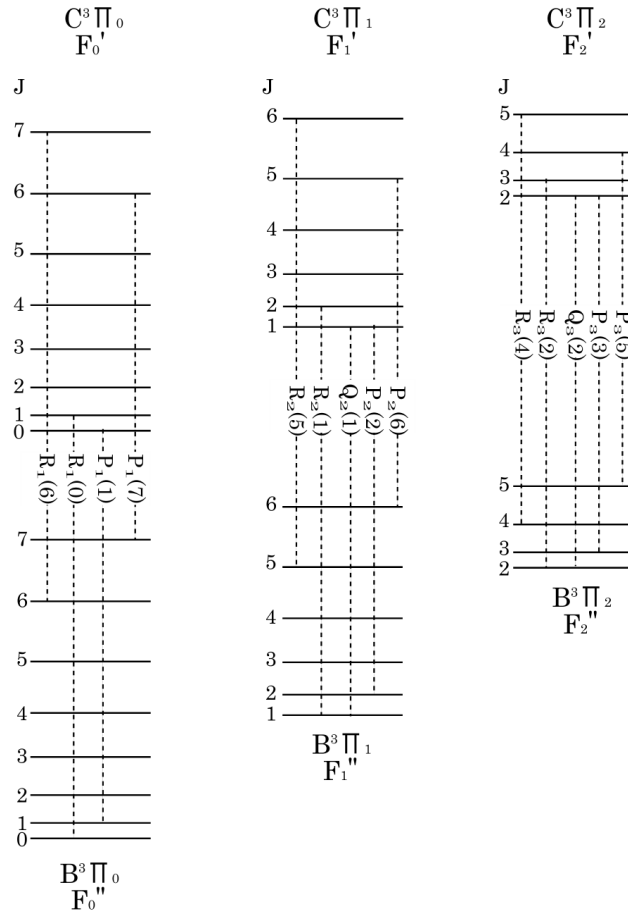 C³Π₀
F₀'
J
7
6
5
4
3
2
1
0
R₁(6)
R₁(0)
P₁(1)
P₁(7)
7
6
5
4
3
2
1
0
B³Π₀
F₀"
C³Π₁
F₁'
J
6
5
4
3
2
1
R₂(5)
R₂(1)
Q₂(1)
P₂(2)
P₂(6)
6
5
4
3
2
1
B³Π₁
F₁"
C³Π₂
F₂'
J
5
4
3
2
R₃(4)
R₃(2)
Q₃(2)
P₃(3)
P₃(5)
5
4
3
2
B³Π₂
F₂"